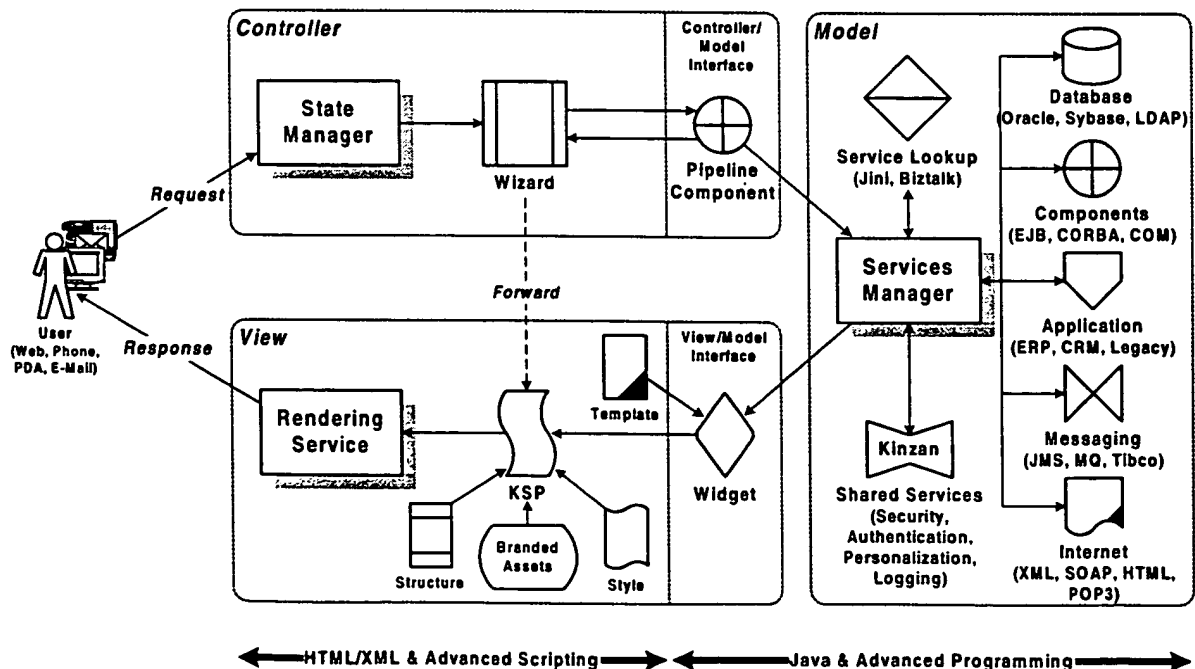 Controller
State
Manager
Wizard
Controller/
Model
Interface
Pipeline
Component
Request
User
(Web, Phone,
PDA, E-Mail)
Response
Forward
View
Rendering
Service
KSP
Structure
Branded
Assets
Style
Template
View/Model
Interface
Widget
Model
Service Lookup
(Jini, Biztalk)
Services
Manager
Kinzan
Shared Services
(Security,
Authentication,
Personalization,
Logging)
Database
(Oracle, Sybase, LDAP)
Components
(EJB, CORBA, COM)
Application
(ERP, CRM, Legacy)
Messaging
(JMS, MQ, Tibco)
Internet
(XML, SOAP, HTML,
POP3)
HTML/XML & Advanced Scripting
Java & Advanced Programming